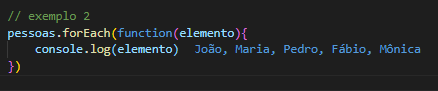 // exemplo 2
pessoas.forEach(function(elemento){
console.log(elemento) João, Maria, Pedro, Fábio, Mônica
})